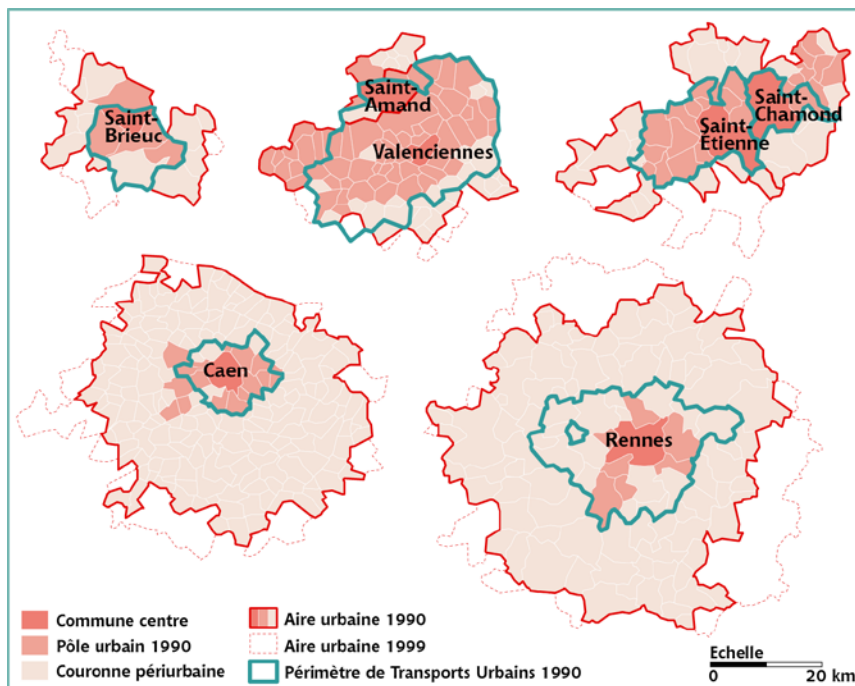 Saint-
Brieuc
Saint-
Amand
Valenciennes
Saint-
Chamond
Saint-
Etienne
Caen
Rennes
Commune centre
Pôle urbain 1990
Couronne périurbaine
Aire urbaine 1990
Aire urbaine 1999
Périmètre de Transports Urbains 1990
Echelle
0 20 km